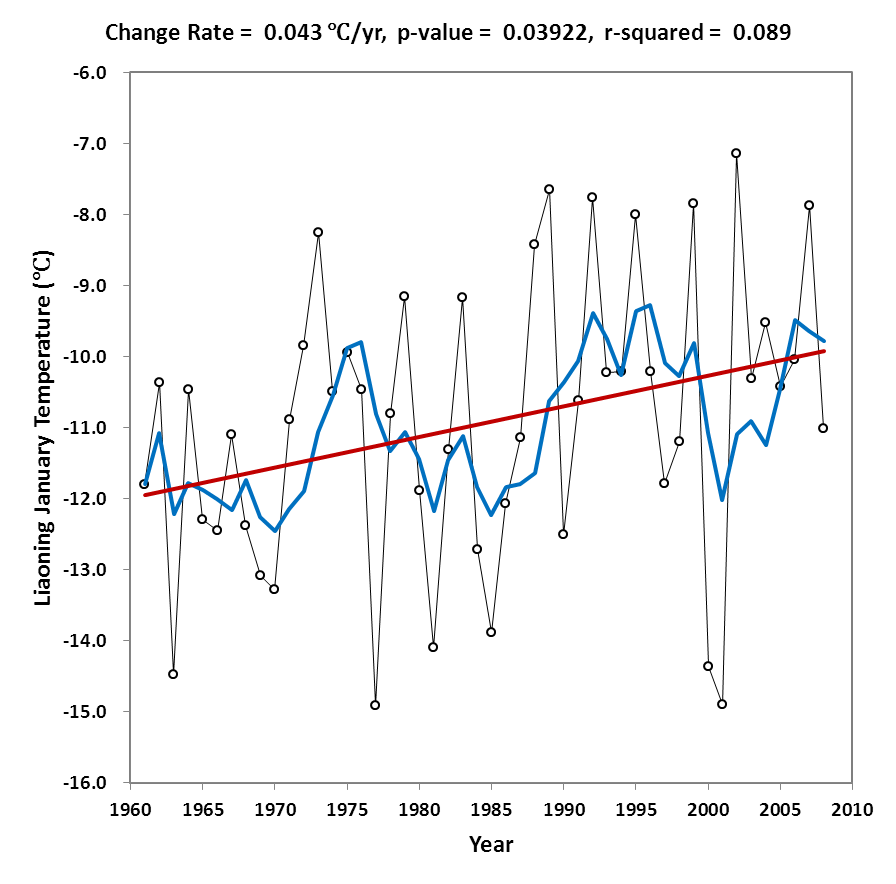 Change Rate = 0.043 ℃/yr, p-value = 0.03922, r-squared = 0.089
-6.0
-7.0
-8.0
-9.0
-10.0
-11.0
-12.0
-13.0
-14.0
-15.0
-16.0
Liaoning January Temperature (℃)
1960 1965 1970 1975 1980 1985 1990 1995 2000 2005 2010
Year